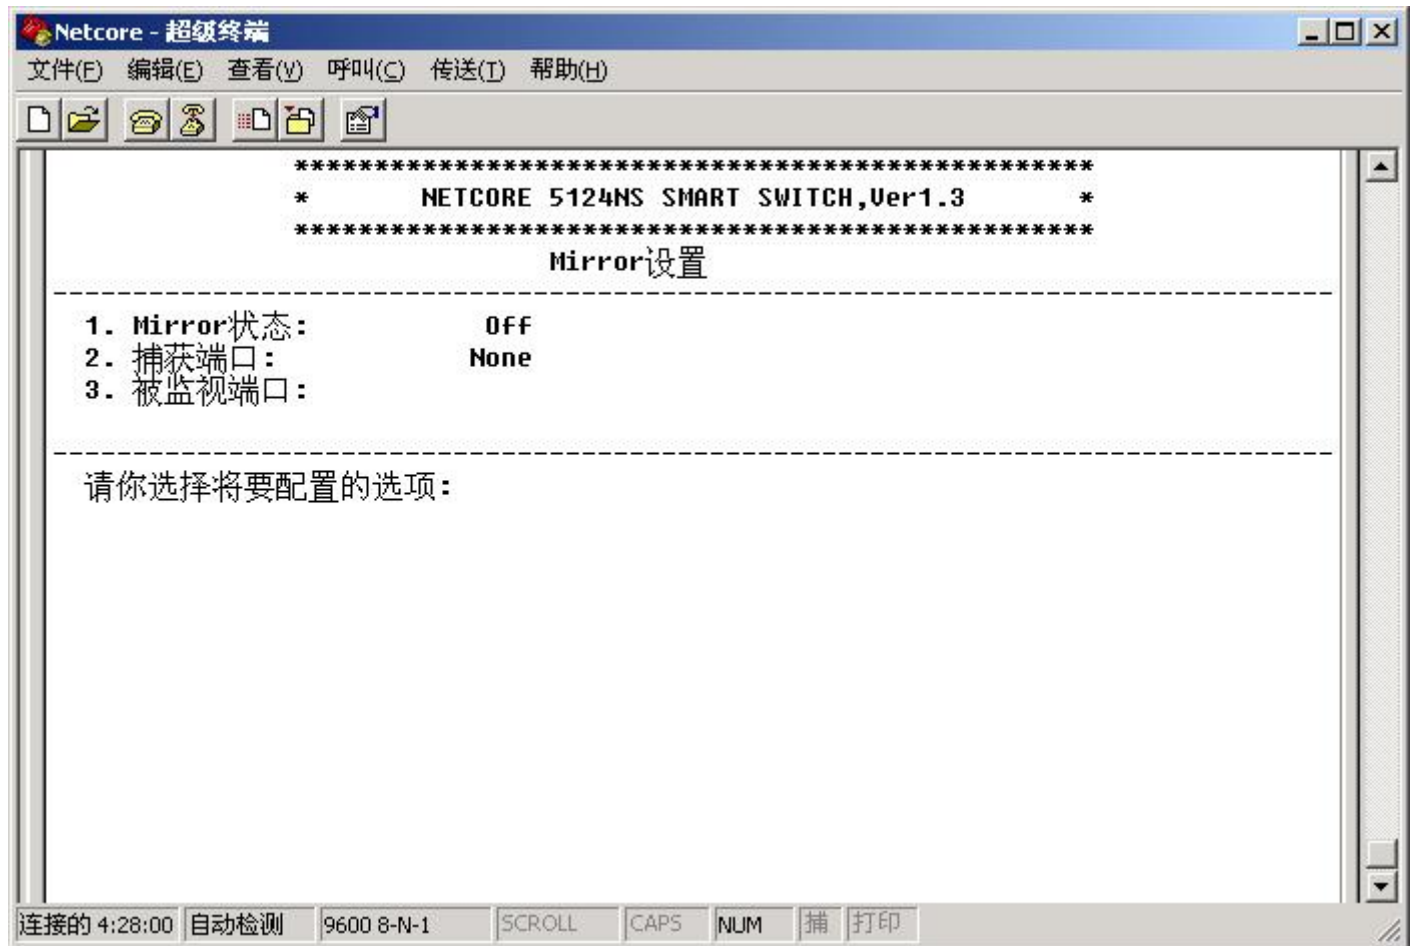 Netcore - 超级终端
文件(F) 编辑(E) 查看(V) 呼叫(C) 传送(T) 帮助(H)
**************************************************
* NETCORE 5124NS SMART SWITCH,Ver1.3 *
**************************************************
Mirror设置
--------------------------------------------------------------------------------
1. Mirror状态: Off
2. 捕获端口: None
3. 被监视端口:
--------------------------------------------------------------------------------
请你选择将要配置的选项:
连接的 4:28:00 自动检测 9600 8-N-1 SCROLL CAPS NUM 捕 打印